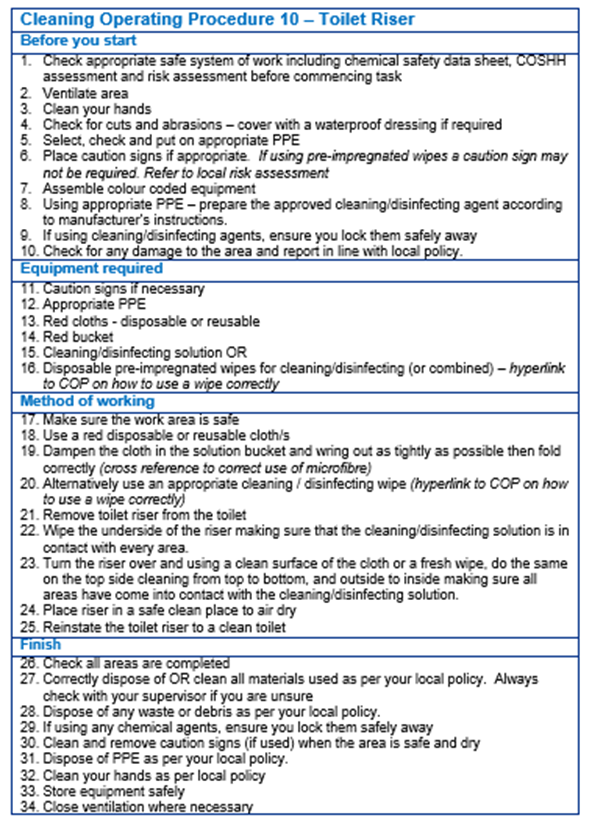 Cleaning Operating Procedure 10 – Toilet Riser
Before you start
1. Check appropriate safe system of work including chemical safety data sheet, COSHH
assessment and risk assessment before commencing task
2. Ventilate area
3. Clean your hands
4. Check for cuts and abrasions – cover with a waterproof dressing if required
5. Select, check and put on appropriate PPE
6. Place caution signs if appropriate. If using pre-impregnated wipes a caution sign may
not be required. Refer to local risk assessment
7. Assemble colour coded equipment
8. Using appropriate PPE – prepare the approved cleaning/disinfecting agent according
to manufacturer's instructions.
9. If using cleaning/disinfecting agents, ensure you lock them safely away
10. Check for any damage to the area and report in line with local policy.
Equipment required
11. Caution signs if necessary
12. Appropriate PPE
13. Red cloths - disposable or reusable
14. Red bucket
15. Cleaning/disinfecting solution OR
16. Disposable pre-impregnated wipes for cleaning/disinfecting (or combined) – hyperlink
to COP on how to use a wipe correctly
Method of working
17. Make sure the work area is safe
18. Use a red disposable or reusable cloth/s
19. Dampen the cloth in the solution bucket and wring out as tightly as possible then fold
correctly (cross reference to correct use of microfibre)
20. Alternatively use an appropriate cleaning / disinfecting wipe (hyperlink to COP on how
to use a wipe correctly)
21. Remove toilet riser from the toilet
22. Wipe the underside of the riser making sure that the cleaning/disinfecting solution is in
contact with every area.
23. Turn the riser over and using a clean surface of the cloth or a fresh wipe, do the same
on the top side cleaning from top to bottom, and outside to inside making sure all
areas have come into contact with the cleaning/disinfecting solution.
24. Place riser in a safe clean place to air dry
25. Reinstate the toilet riser to a clean toilet
Finish
26. Check all areas are completed
27. Correctly dispose of OR clean all materials used as per your local policy. Always
check with your supervisor if you are unsure
28. Dispose of any waste or debris as per your local policy.
29. If using any chemical agents, ensure you lock them safely away
30. Clean and remove caution signs (if used) when the area is safe and dry
31. Dispose of PPE as per your local policy.
32. Clean your hands as per local policy
33. Store equipment safely
34. Close ventilation where necessary